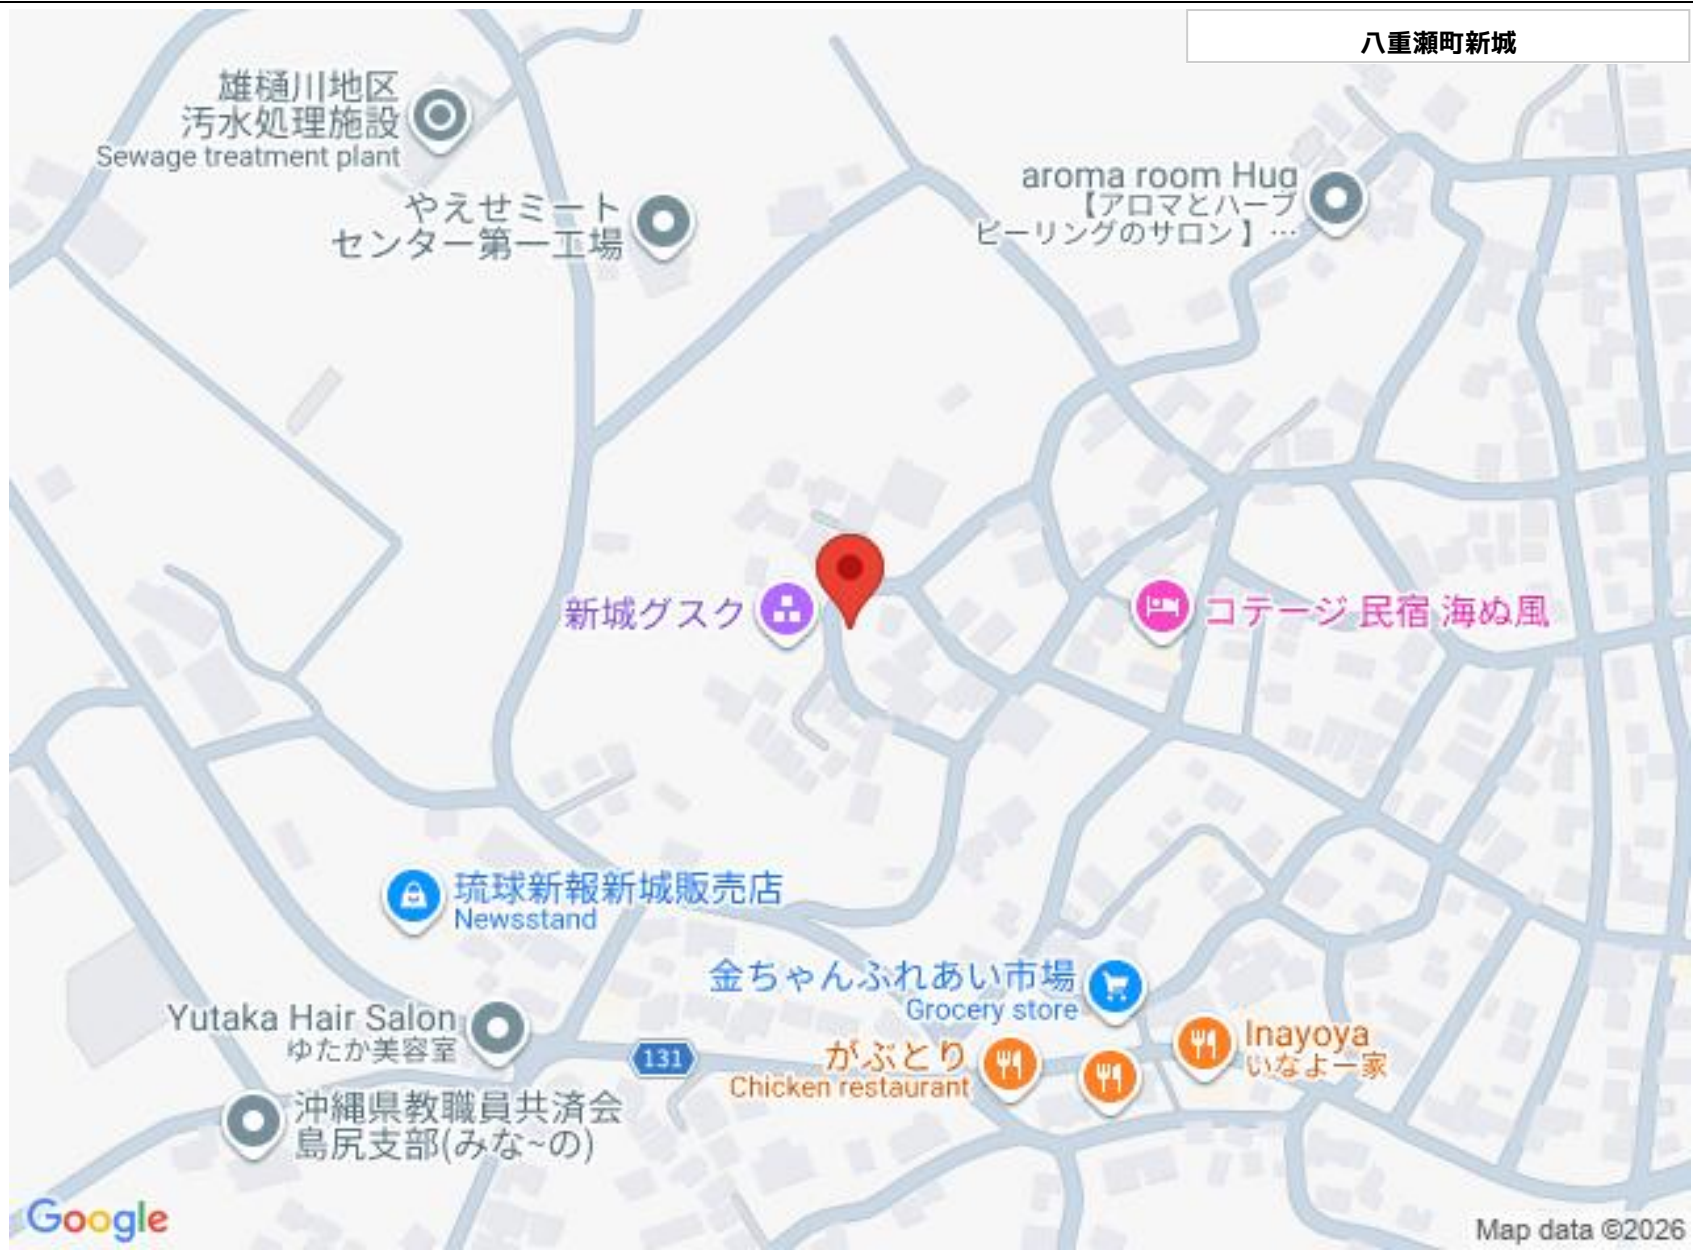 八重瀬町新城
雄樋川地区
汚水処理施設
Sewage treatment plant
やえせミート
センター第一工場
aroma room Hug
【アロマとハーブ
ピーリングのサロン】…
新城グスク
コテージ 民宿 海ぬ風
琉球新報新城販売店
Newsstand
金ちゃんふれあい市場
Grocery store
Yutaka Hair Salon
ゆたか美容室
131
がぶとり
Chicken restaurant
Inayoya
いなよー家
沖縄県教職員共済会
島尻支部(みな~の)
Google
Map data ©2026